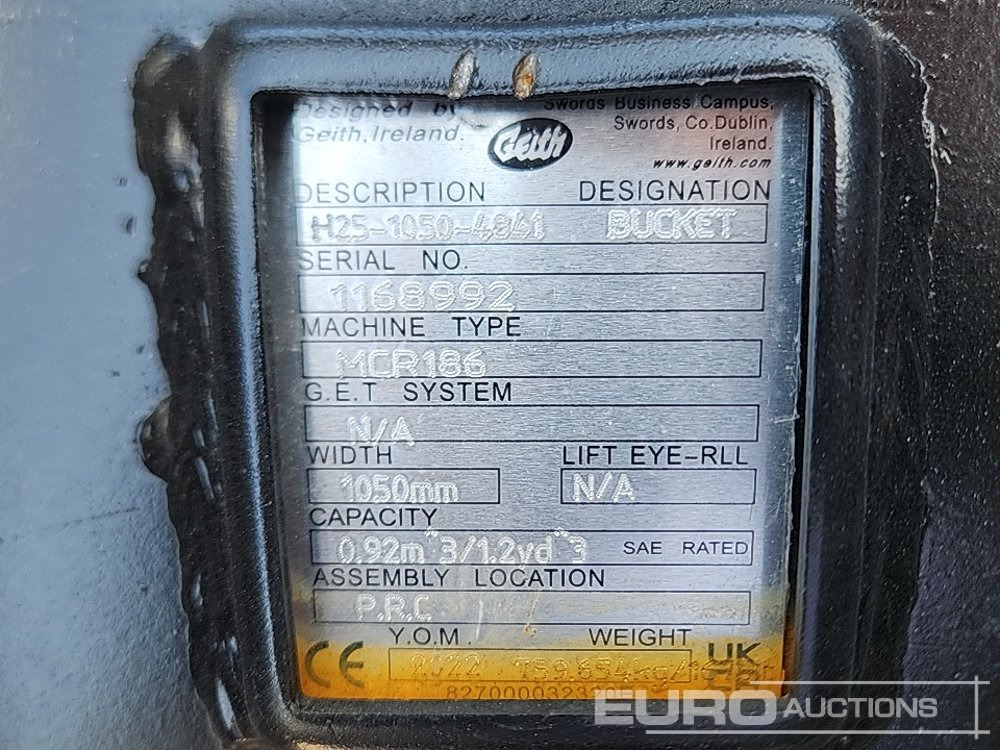 Designed by
Geith, Ireland.
Geith
Swords Business Campus,
Swords, Co.Dublin,
Ireland.
www.geith.com
DESCRIPTION DESIGNATION
H25-1050-4841 BUCKET
SERIAL NO.
1168992
MACHINE TYPE
MCR186
G.E.T SYSTEM
N/A
WIDTH LIFT EYE-RLL
1050mm N/A
CAPACITY
0.92m^3/1.2yd^3 SAE RATED
ASSEMBLY LOCATION
P.R.C
Y.O.M. WEIGHT
CE 2022 UK
EURO AUCTIONS